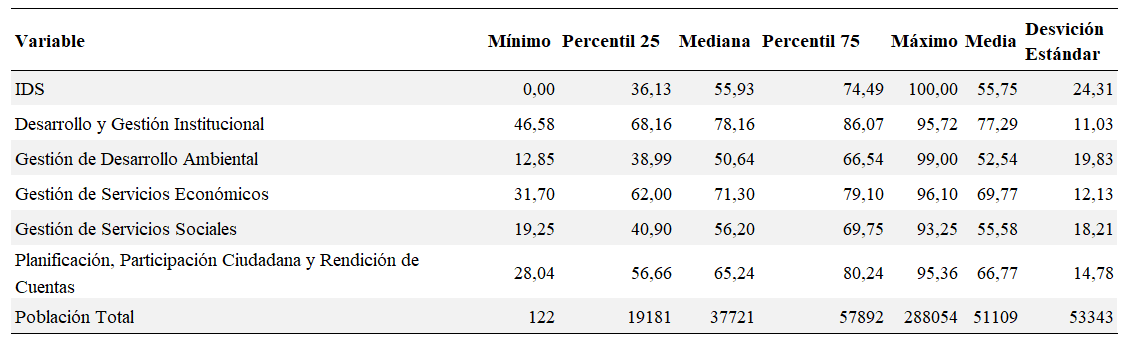 Variable Mínimo Percentil 25 Mediana Percentil 75 Máximo Media Desvición Estándar
IDS 0,00 36,13 55,93 74,49 100,00 55,75 24,31
Desarrollo y Gestión Institucional 46,58 68,16 78,16 86,07 95,72 77,29 11,03
Gestión de Desarrollo Ambiental 12,85 38,99 50,64 66,54 99,00 52,54 19,83
Gestión de Servicios Económicos 31,70 62,00 71,30 79,10 96,10 69,77 12,13
Gestión de Servicios Sociales 19,25 40,90 56,20 69,75 93,25 55,58 18,21
Planificación, Participación Ciudadana y Rendición de
Cuentas 28,04 56,66 65,24 80,24 95,36 66,77 14,78
Población Total 122 19181 37721 57892 288054 51109 53343